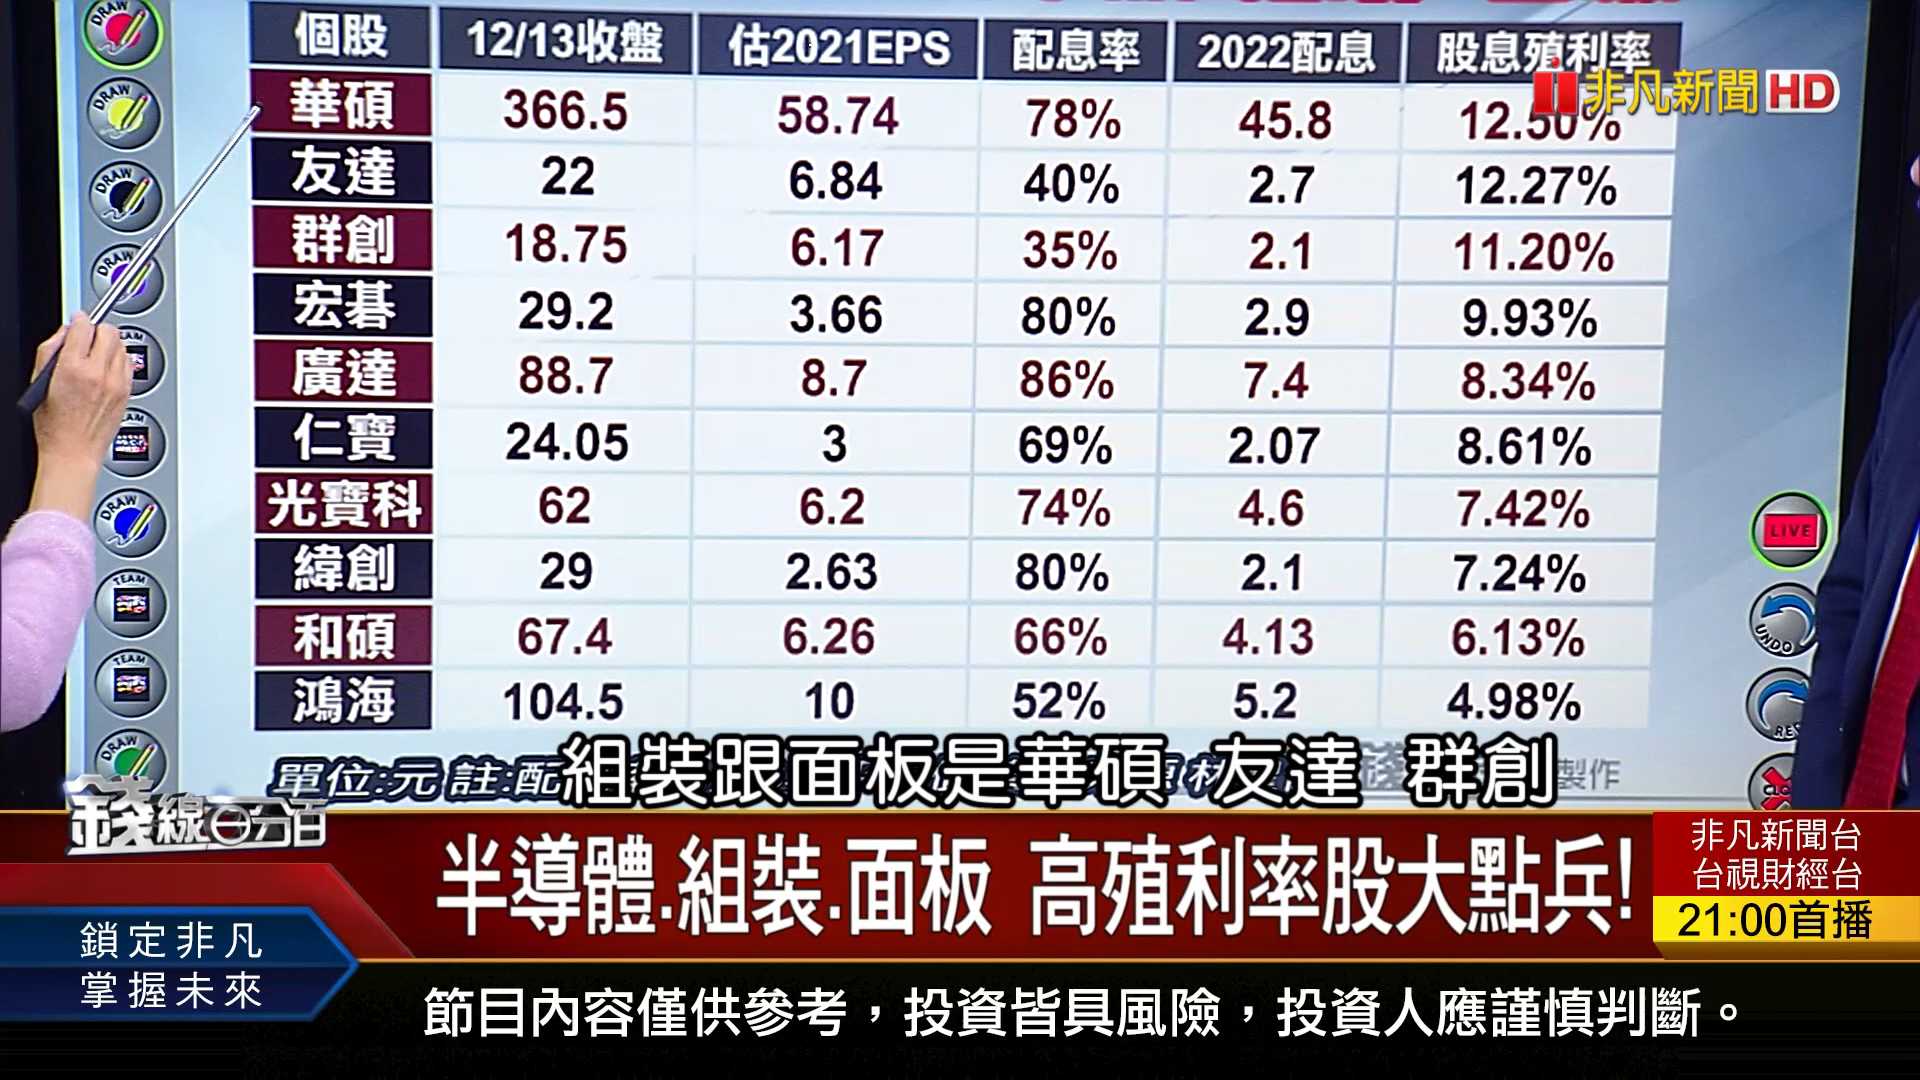 個股 12/13收盤 估2021EPS 配息率 2022配息 股息殖利率
非凡新聞 HD
華碩 366.5 58.74 78% 45.8 12.50%
友達 22 6.84 40% 2.7 12.27%
群創 18.75 6.17 35% 2.1 11.20%
宏碁 29.2 3.66 80% 2.9 9.93%
廣達 88.7 8.7 86% 7.4 8.34%
仁寶 24.05 3 69% 2.07 8.61%
光寶科 62 6.2 74% 4.6 7.42%
緯創 29 2.63 80% 2.1 7.24%
和碩 67.4 6.26 66% 4.13 6.13%
鴻海 104.5 10 52% 5.2 4.98%
DRAW
DRAW
DRAW
DRAW
DRAW
TEAM
TEAM
DRAW
LIVE
UNDO
單位:元 註:配
製作
組裝跟面板是華碩 友達 群創
錢線百分百
半導體.組裝.面板 高殖利率股大點兵!
非凡新聞台
台視財經台
21:00首播
鎖定非凡
掌握未來
節目內容僅供參考，投資皆具風險，投資人應謹慎判斷。